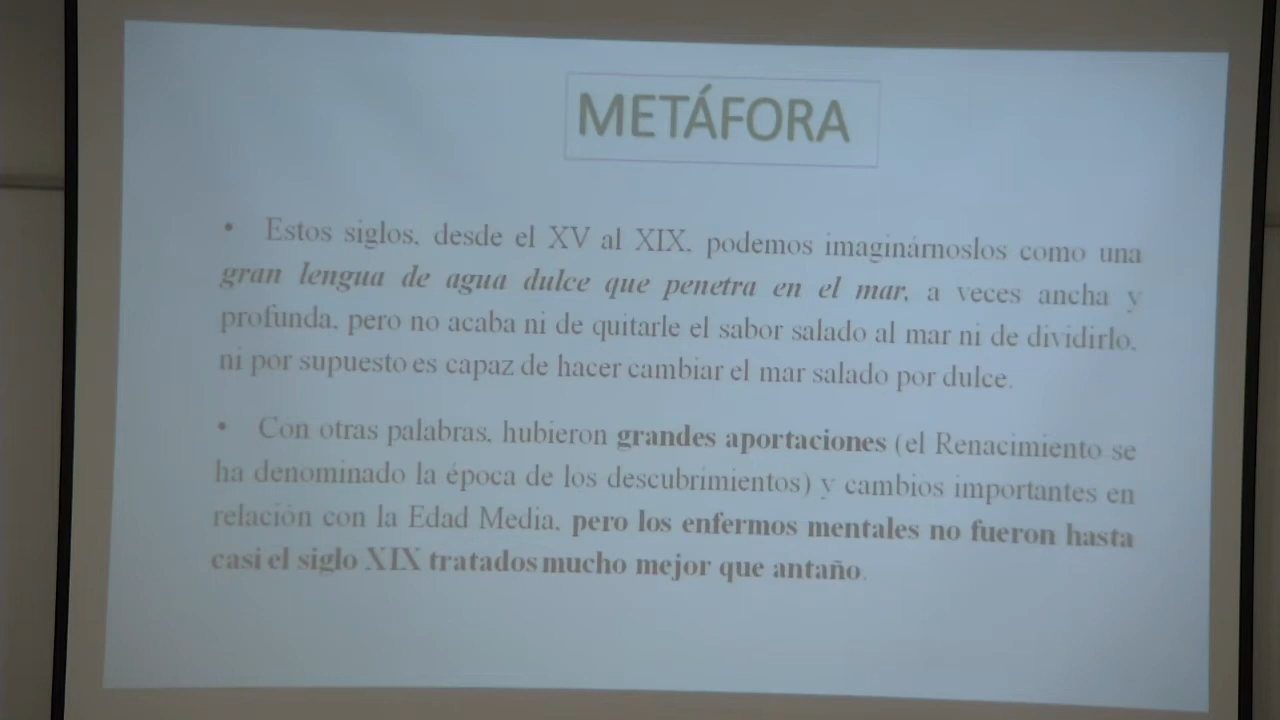 METÁFORA
• Estos siglos, desde el XV al XIX, podemos imaginárnoslos como una
gran lengua de agua dulce que penetra en el mar, a veces ancha y
profunda, pero no acaba ni de quitarle el sabor salado al mar ni de dividirlo,
ni por supuesto es capaz de hacer cambiar el mar salado por dulce.
• Con otras palabras, hubieron grandes aportaciones (el Renacimiento se
ha denominado la época de los descubrimientos) y cambios importantes en
relación con la Edad Media, pero los enfermos mentales no fueron hasta
casi el siglo XIX tratados mucho mejor que antaño.